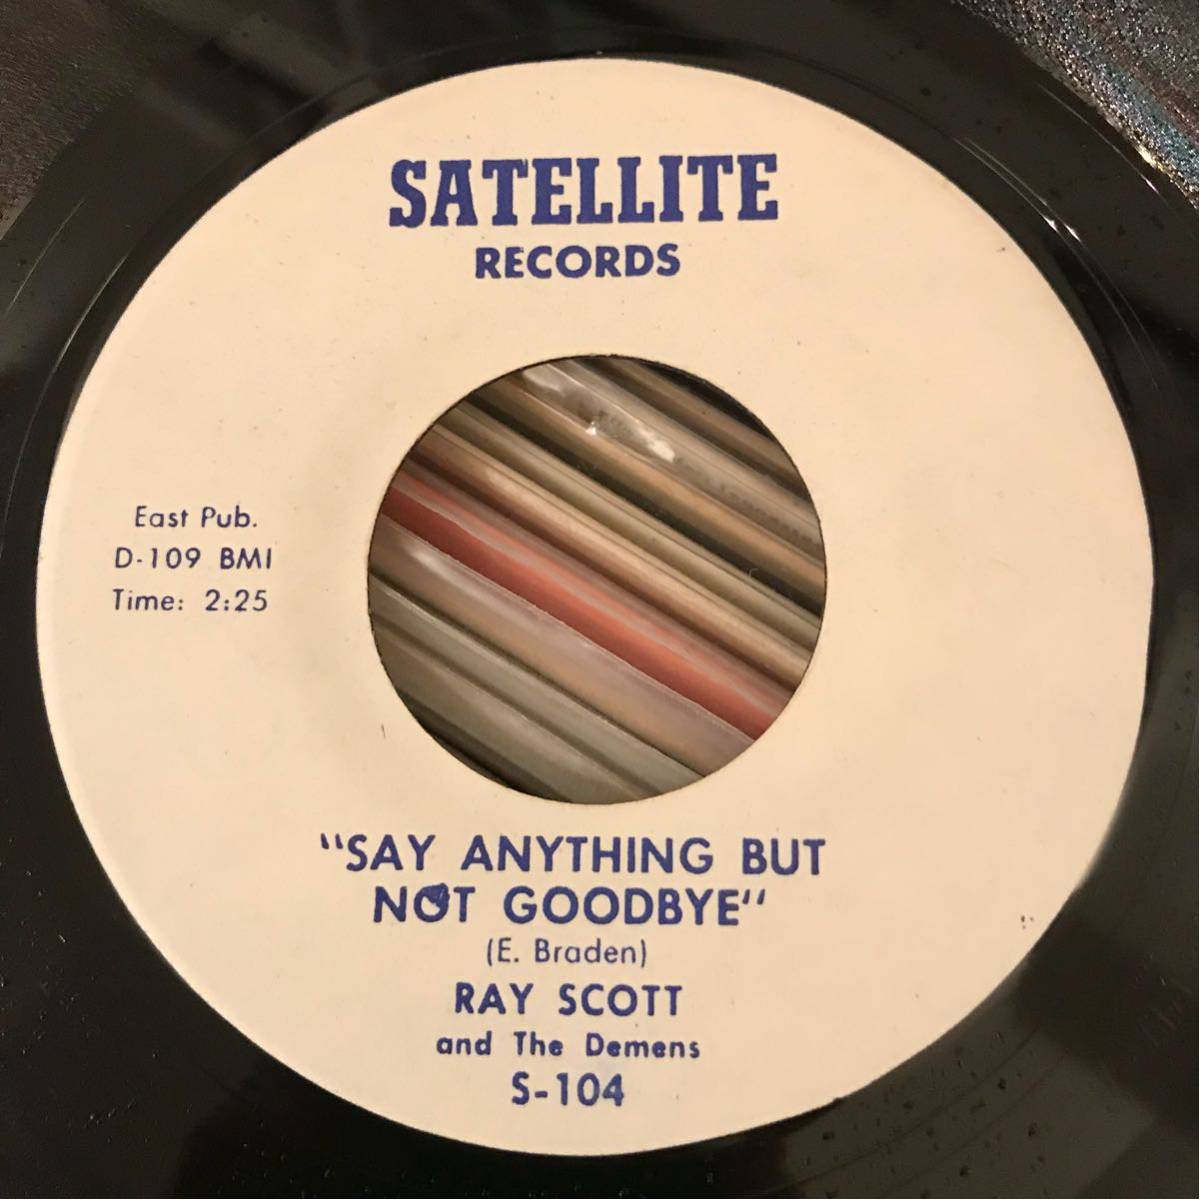 SATELLITE
RECORDS
East Pub.
D-109 BMI
Time: 2:25
"SAY ANYTHING BUT
NOT GOODBYE"
(E. Braden)
RAY SCOTT
and The Demens
S-104